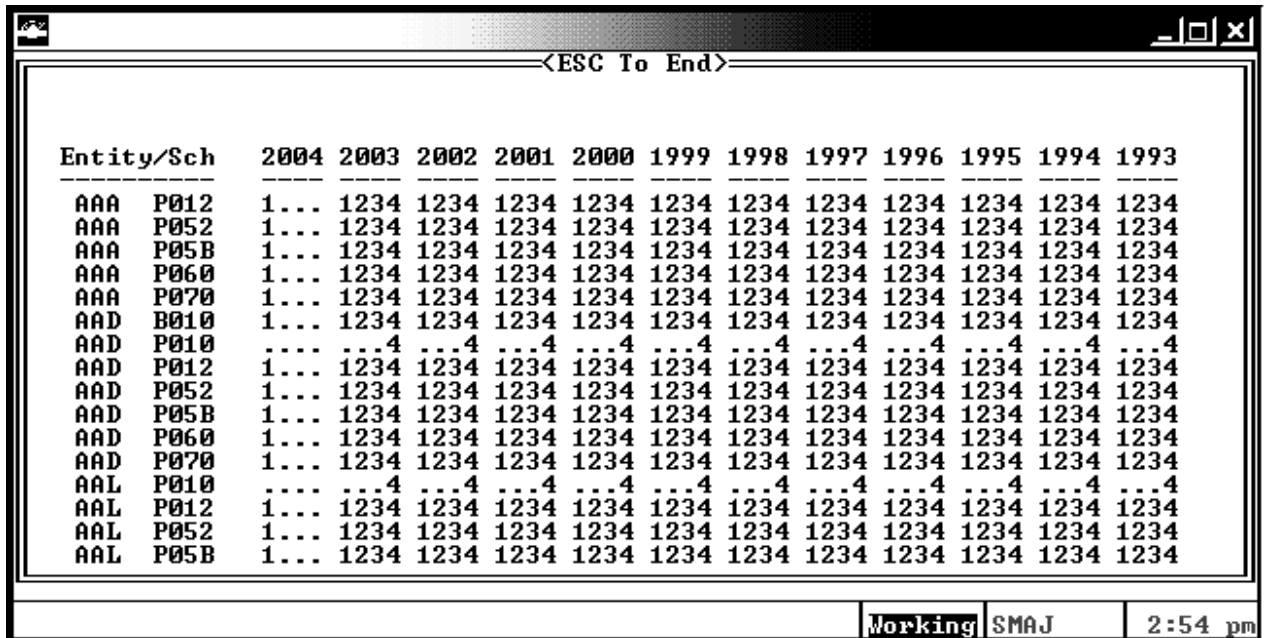 <ESC To End>
Entity/Sch 2004 2003 2002 2001 2000 1999 1998 1997 1996 1995 1994 1993
----------- ---- ---- ---- ---- ---- ---- ---- ---- ---- ---- ---- ----
AAA P012 1... 1234 1234 1234 1234 1234 1234 1234 1234 1234 1234 1234
AAA P052 1... 1234 1234 1234 1234 1234 1234 1234 1234 1234 1234 1234
AAA P05B 1... 1234 1234 1234 1234 1234 1234 1234 1234 1234 1234 1234
AAA P060 1... 1234 1234 1234 1234 1234 1234 1234 1234 1234 1234 1234
AAA P070 1... 1234 1234 1234 1234 1234 1234 1234 1234 1234 1234 1234
AAD B010 1... 1234 1234 1234 1234 1234 1234 1234 1234 1234 1234 1234
AAD P010 .... ...4 ...4 ...4 ...4 ...4 ...4 ...4 ...4 ...4 ...4 ...4
AAD P012 1... 1234 1234 1234 1234 1234 1234 1234 1234 1234 1234 1234
AAD P052 1... 1234 1234 1234 1234 1234 1234 1234 1234 1234 1234 1234
AAD P05B 1... 1234 1234 1234 1234 1234 1234 1234 1234 1234 1234 1234
AAD P060 1... 1234 1234 1234 1234 1234 1234 1234 1234 1234 1234 1234
AAD P070 1... 1234 1234 1234 1234 1234 1234 1234 1234 1234 1234 1234
AAL P010 .... ...4 ...4 ...4 ...4 ...4 ...4 ...4 ...4 ...4 ...4 ...4
AAL P012 1... 1234 1234 1234 1234 1234 1234 1234 1234 1234 1234 1234
AAL P052 1... 1234 1234 1234 1234 1234 1234 1234 1234 1234 1234 1234
AAL P05B 1... 1234 1234 1234 1234 1234 1234 1234 1234 1234 1234 1234
Working SMAJ 2:54 pm